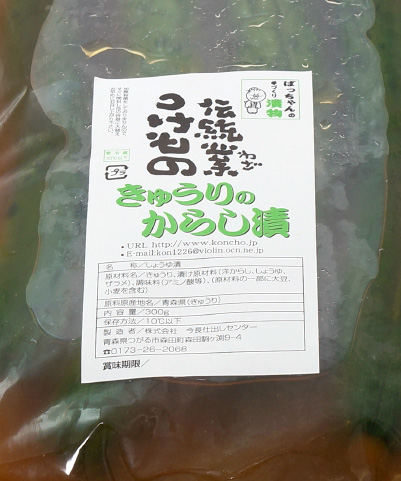 ばっちゃんの
手づくり
漬物
伝統の業
わざ
つけもの
きゅうりの
からし漬
・URL http://www.koncho.jp
・E-mail:kon1226@violin.ocn.ne.jp
名　称／しょうゆ漬
原材料名／きゅうり、漬け原材料(洋からし、しょうゆ、
ザラメ)、調味料(アミノ酸等)、(原材料の一部に大豆、
小麦を含む)
原料原産地名／青森県(きゅうり)
内 容 量／300g
保存方法／10℃以下
製 造 者／株式会社　今長仕出しセンター
青森県つがる市森田町森田駒ヶ渕9-4
☎0173-26-2068
賞味期限／